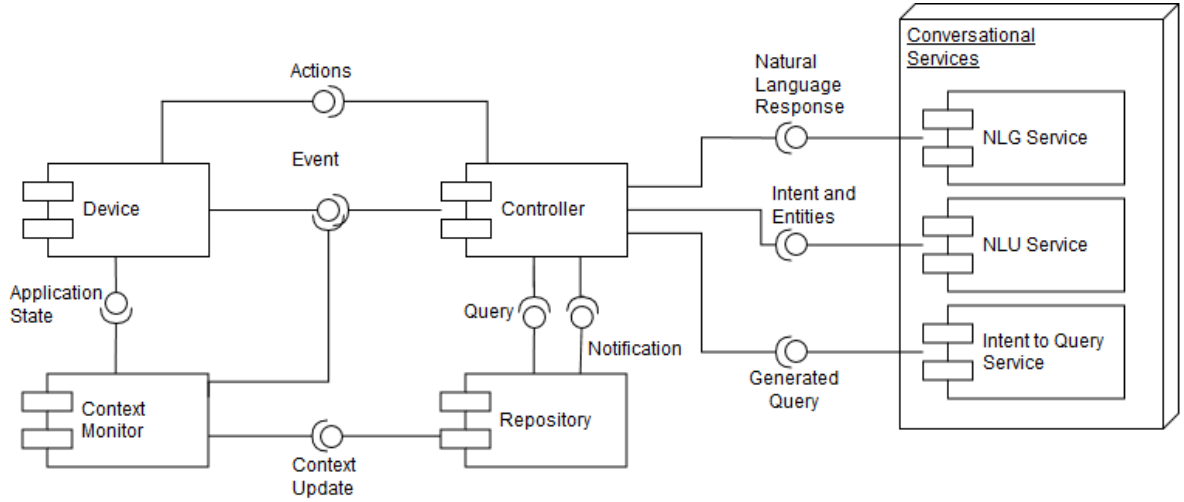 Conversational
Services
Natural
Language
Response
Actions
NLG Service
Event
Device
Controller
Intent and
Entities
NLU Service
Application
State
Query
Notification
Intent to Query
Service
Generated
Query
Context
Monitor
Repository
Context
Update